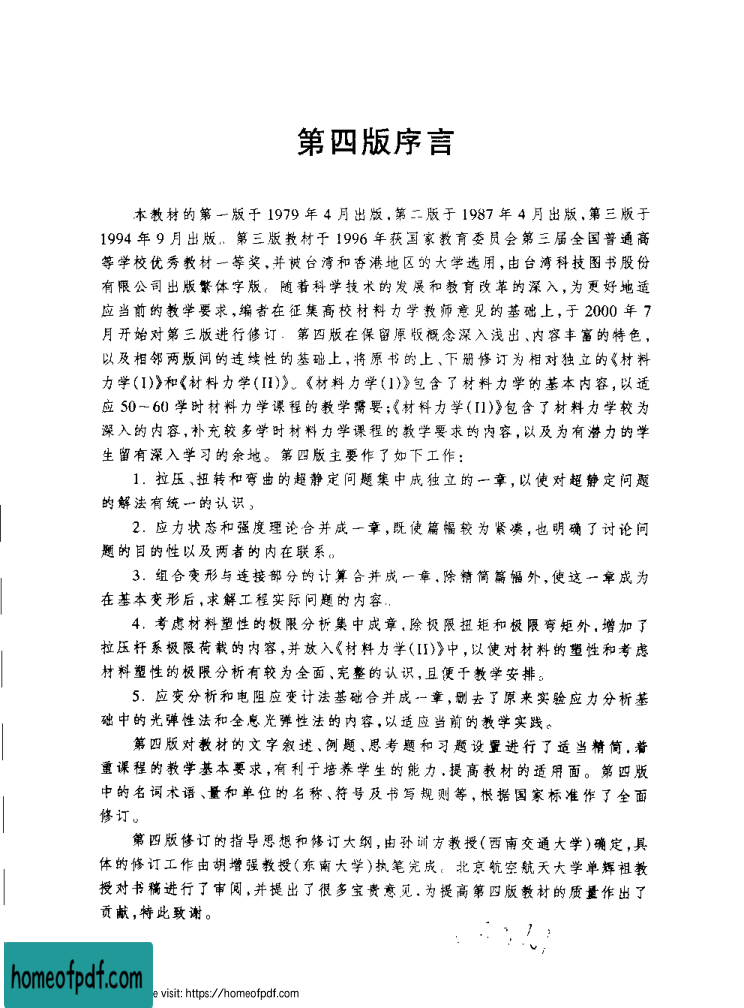 第四版序言
本教材的第一版于 1979 年 4 月出版,第二版于 1987 年 4 月出版,第三版于
1994 年 9 月出版。第三版教材于 1996 年获国家教育委员会第三届全国普通高
等学校优秀教材一等奖,并被台湾和香港地区的大学选用,由台湾科技图书股份
有限公司出版繁体字版。随着科学技术的发展和教育改革的深入,为更好地适
应当前的教学要求,编者在征集高校材料力学教师意见的基础上,于 2000 年 7
月开始对第三版进行修订。第四版在保留原版概念深入浅出、内容丰富的特色,
以及相邻两版间的连续性的基础上,将原书的上、下册修订为相对独立的《材料
力学(I)》和《材料力学(II)》。《材料力学(I)》包含了材料力学的基本内容,以适
应 50～60 学时材料力学课程的教学需要;《材料力学(II)》包含了材料力学较为
深入的内容,补充较多学时材料力学课程的教学要求的内容,以及为有潜力的学
生留有深入学习的余地。第四版主要作了如下工作:
1. 拉压、扭转和弯曲的超静定问题集中成独立的一章,以使对超静定问题
的解法有统一的认识。
2. 应力状态和强度理论合并成一章,既使篇幅较为紧凑,也明确了讨论问
题的目的性以及两者的内在联系。
3. 组合变形与连接部分的计算合并成一章,除精简篇幅外,使这一章成为
在基本变形后,求解工程实际问题的内容。
4. 考虑材料塑性的极限分析集中成章,除极限扭矩和极限弯矩外,增加了
拉压杆系极限荷载的内容,并放入《材料力学(II)》中,以使对材料的塑性和考虑
材料塑性的极限分析有较为全面、完整的认识,且便于教学安排。
5. 应变分析和电阻应变计法基础合并成一章,删去了原来实验应力分析基
础中的光弹性法和全息光弹性法的内容,以适应当前的教学实践。
第四版对教材的文字叙述、例题、思考题和习题设置进行了适当精简,着
重课程的教学基本要求,有利于培养学生的能力,提高教材的适用面。第四版
中的名词术语、量和单位的名称、符号及书写规则等,根据国家标准作了全面
修订。
第四版修订的指导思想和修订大纲,由孙训方教授(西南交通大学)确定,具
体的修订工作由胡增强教授(东南大学)执笔完成。北京航空航天大学单辉祖教
授对书稿进行了审阅,并提出了很多宝贵意见,为提高第四版教材的质量作出了
贡献,特此致谢。
homeofpdf.com
e visit: https://homeofpdf.com